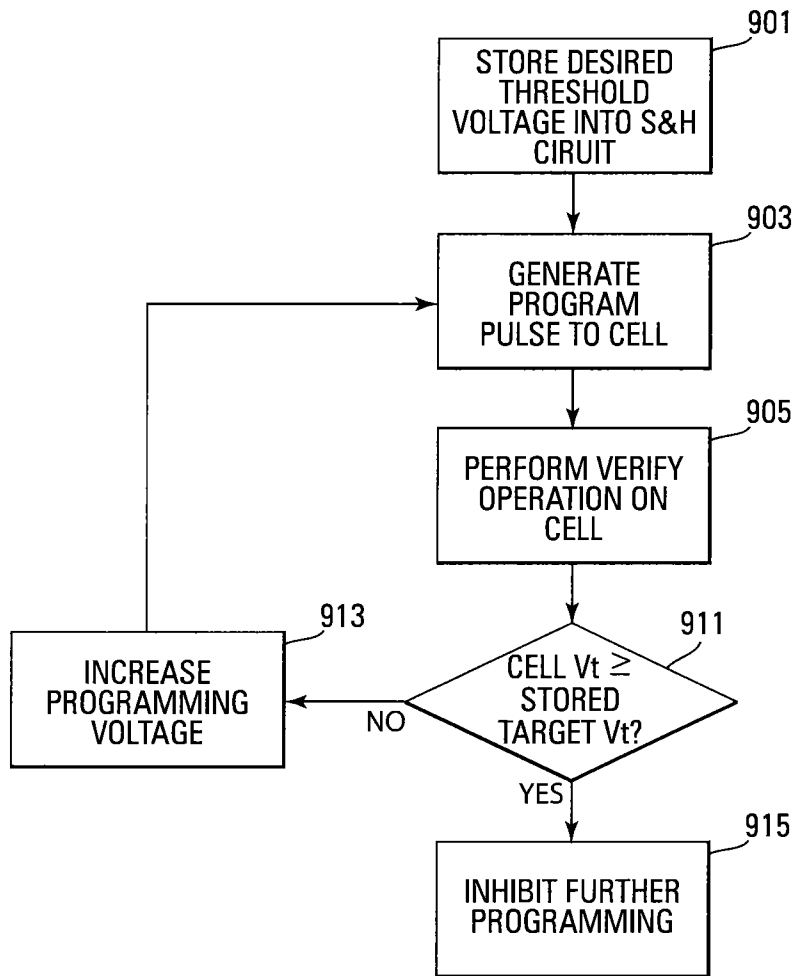 901
STORE DESIRED
THRESHOLD
VOLTAGE INTO S&H
CIRUIT
903
GENERATE
PROGRAM
PULSE TO CELL
905
PERFORM VERIFY
OPERATION ON
CELL
911
CELL Vt ≥
STORED
TARGET Vt?
NO
913
INCREASE
PROGRAMMING
VOLTAGE
YES
915
INHIBIT FURTHER
PROGRAMMING